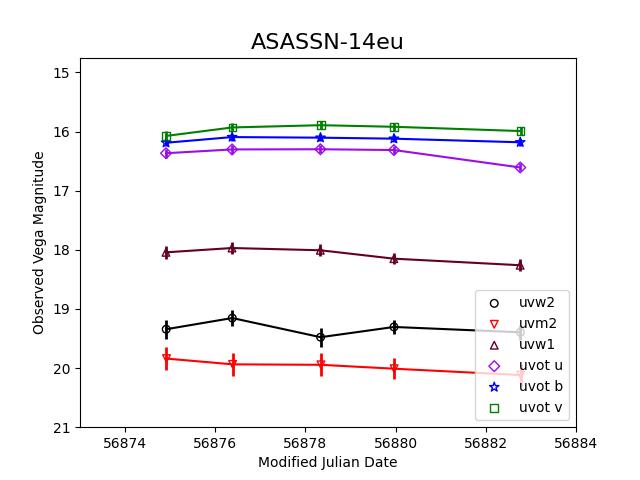 ASASSN-14eu
15
16
17
18
19
20
21
Observed Vega Magnitude
56874
56876
56878
56880
56882
56884
Modified Julian Date
uvw2
uvm2
uvw1
uvot u
uvot b
uvot v